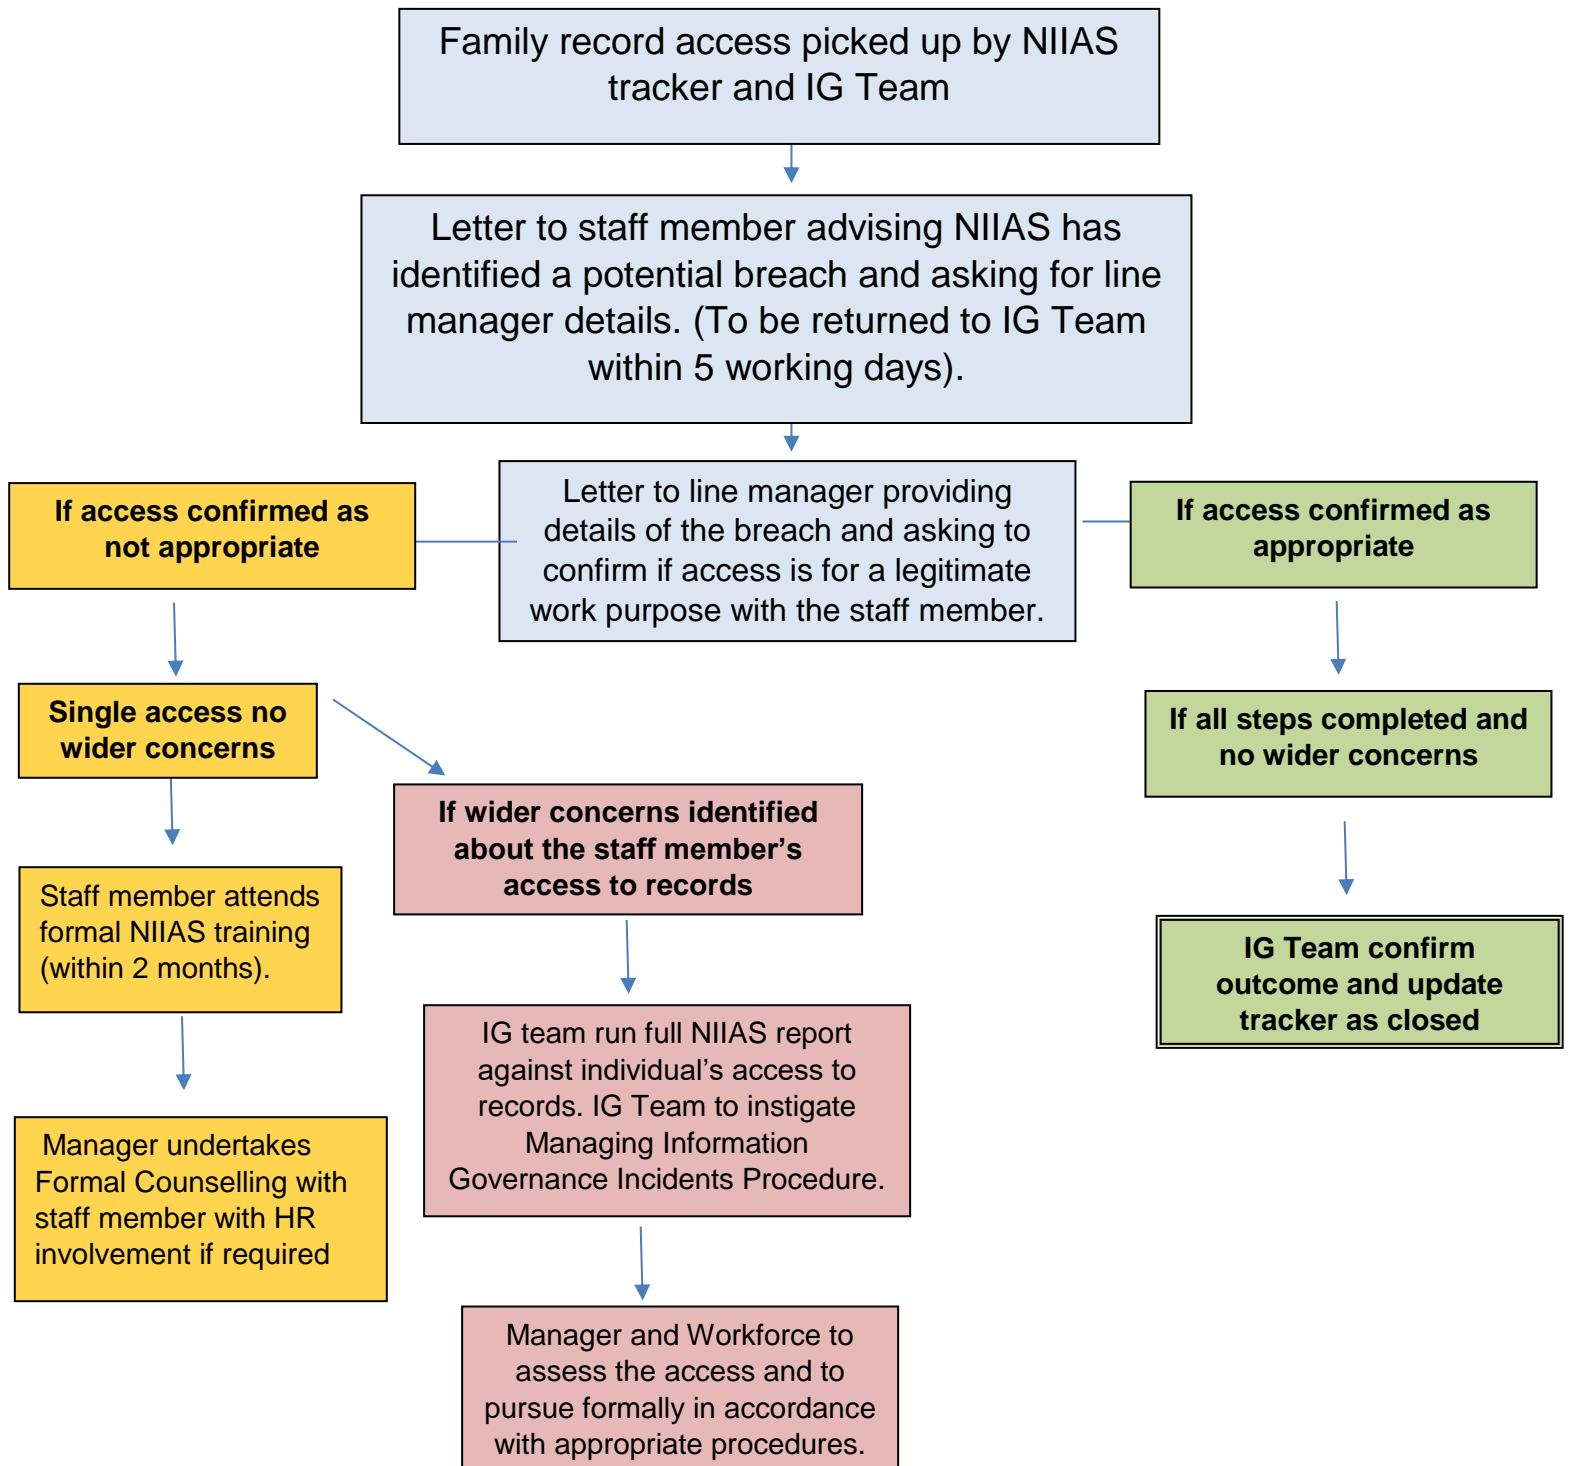 Family record access picked up by NIIAS
tracker and IG Team
Letter to staff member advising NIIAS has
identified a potential breach and asking for line
manager details. (To be returned to IG Team
within 5 working days).
Letter to line manager providing
details of the breach and asking to
confirm if access is for a legitimate
work purpose with the staff member.
If access confirmed as
not appropriate
If access confirmed as
appropriate
Single access no
wider concerns
If wider concerns identified
about the staff member’s
access to records
If all steps completed and
no wider concerns
Staff member attends
formal NIIAS training
(within 2 months).
IG team run full NIIAS report
against individual’s access to
records. IG Team to instigate
Managing Information
Governance Incidents Procedure.
IG Team confirm
outcome and update
tracker as closed
Manager undertakes
Formal Counselling with
staff member with HR
involvement if required
Manager and Workforce to
assess the access and to
pursue formally in accordance
with appropriate procedures.